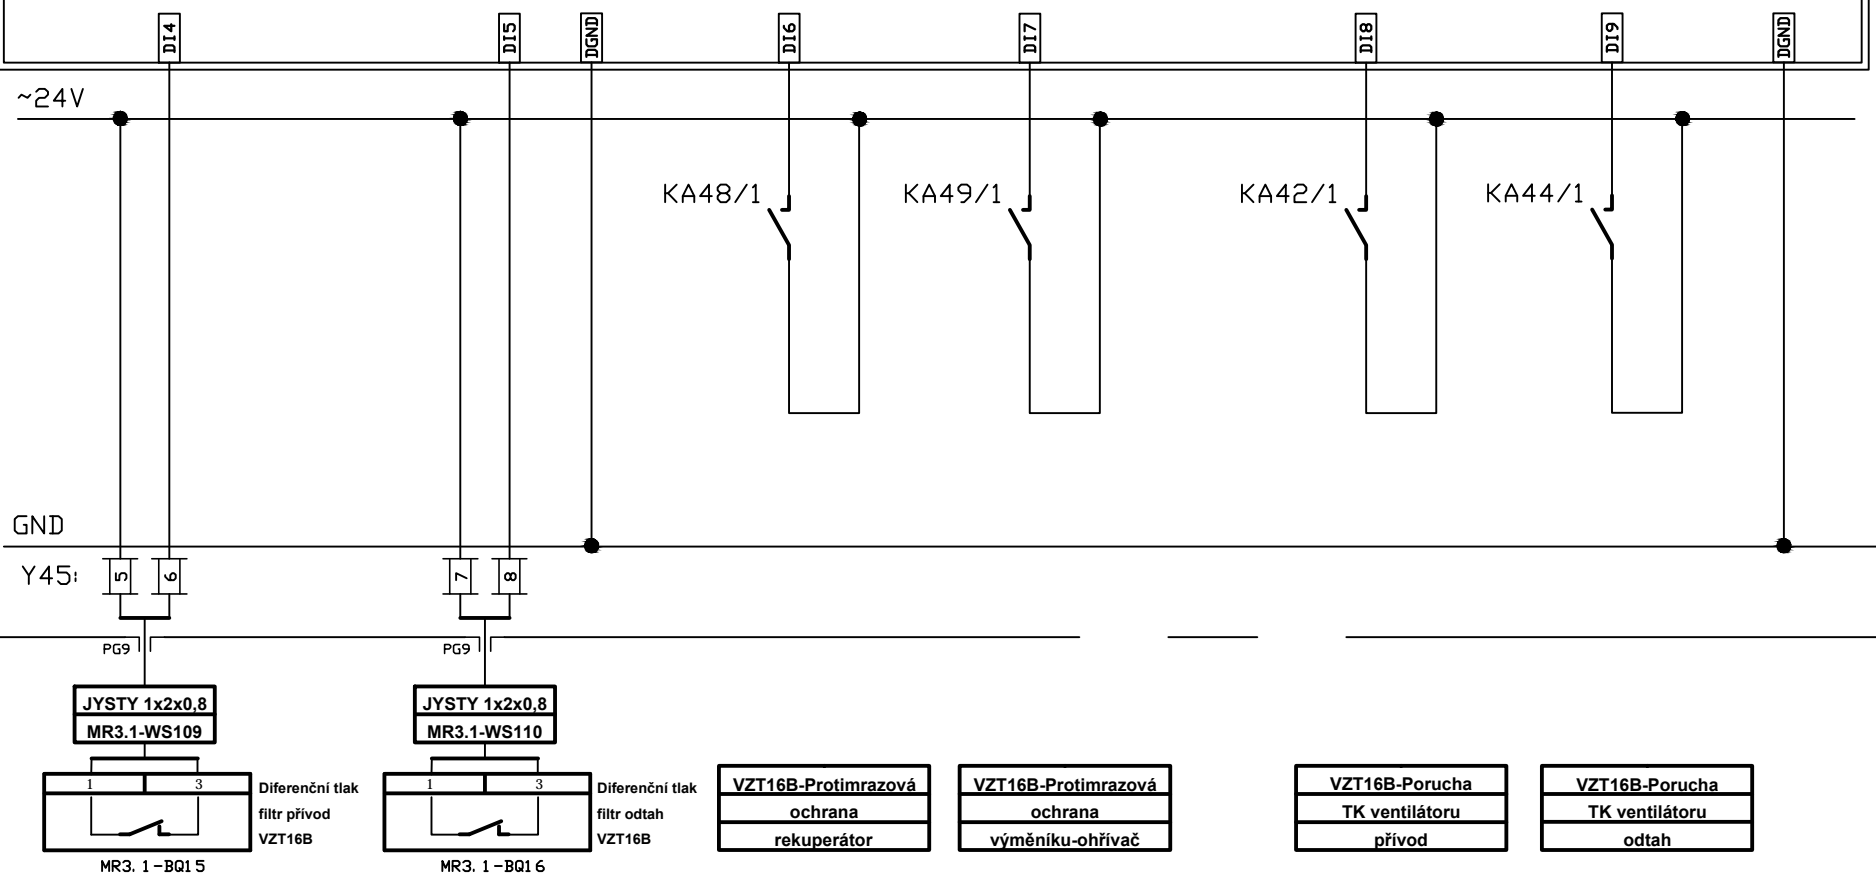 DI4
DI5
DGND
DI6
DI7
DI8
DI9
DGND
~24V
KA48/1
KA49/1
KA42/1
KA44/1
GND
Y45:
5
6
7
8
PG9
PG9
JYSTY 1x2x0,8
MR3.1-WS109
JYSTY 1x2x0,8
MR3.1-WS110
1
3
Diferenční tlak
filtr přívod
VZT16B
MR3.1-BQ15
1
3
Diferenční tlak
filtr odtah
VZT16B
MR3.1-BQ16
VZT16B-Protimrazová
ochrana
rekuperátor
VZT16B-Protimrazová
ochrana
výměníku-ohřívač
VZT16B-Porucha
TK ventilátoru
přívod
VZT16B-Porucha
TK ventilátoru
odtah